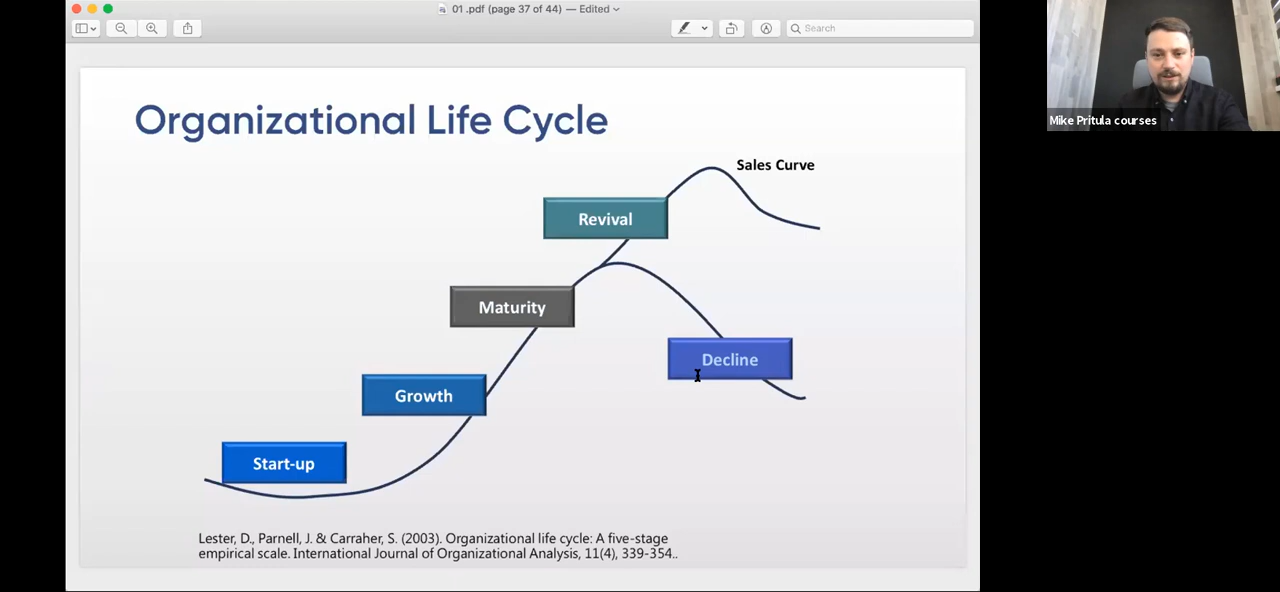 01 .pdf (page 37 of 44) — Edited
Search
Mike Pritula courses
Organizational Life Cycle
Sales Curve
Revival
Maturity
Decline
Growth
Start-up
Lester, D., Parnell, J. & Carraher, S. (2003). Organizational life cycle: A five-stage
empirical scale. International Journal of Organizational Analysis, 11(4), 339-354..